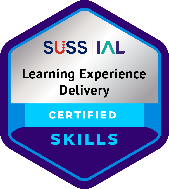 SUSS IAL
Learning Experience
Delivery
CERTIFIED
SKILLS